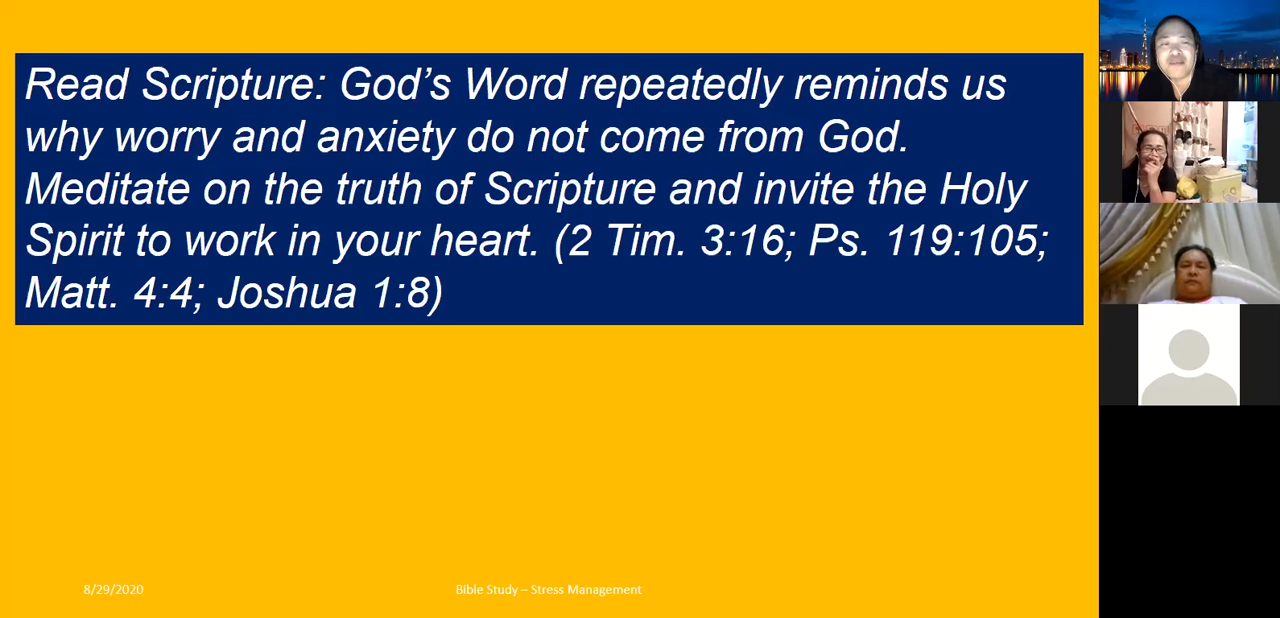 Read Scripture: God’s Word repeatedly reminds us
why worry and anxiety do not come from God.
Meditate on the truth of Scripture and invite the Holy
Spirit to work in your heart. (2 Tim. 3:16; Ps. 119:105;
Matt. 4:4; Joshua 1:8)
8/29/2020
Bible Study – Stress Management